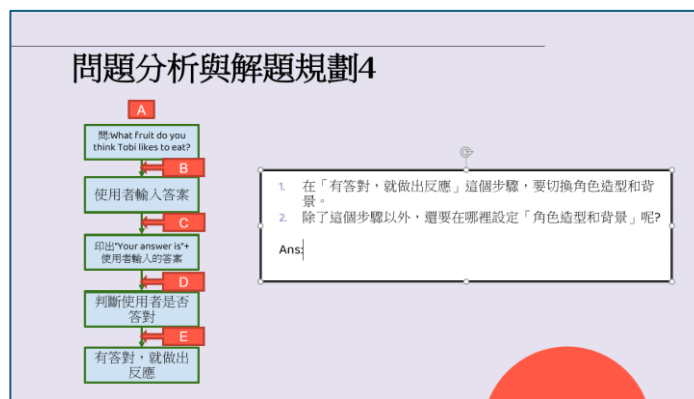 問題分析與解題規劃4
A
問:What fruit do you
think Tobi likes to eat?
B
使用者輸入答案
C
印出"Your answer is"+
使用者輸入的答案
D
判斷使用者是否
答對
E
有答對，就做出
反應
1. 在「有答對，就做出反應」這個步驟，要切換角色造型和背
景。
2. 除了這個步驟以外，還要在哪裡設定「角色造型和背景」呢?
Ans: